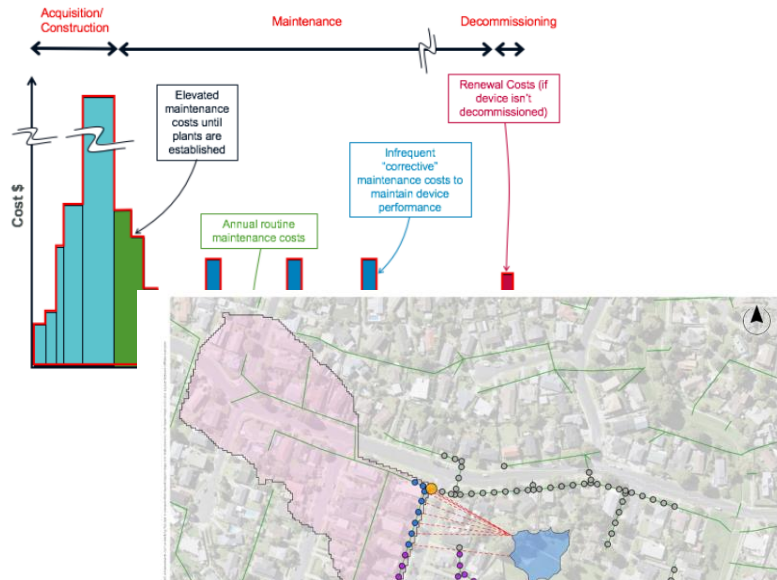 Acquisition/
Construction
Maintenance
Decommissioning
Elevated
maintenance
costs until
plants are
established
Renewal Costs (if
device isn't
decommissioned)
Infrequent
"corrective"
maintenance costs to
maintain device
performance
Annual routine
maintenance costs
Cost $